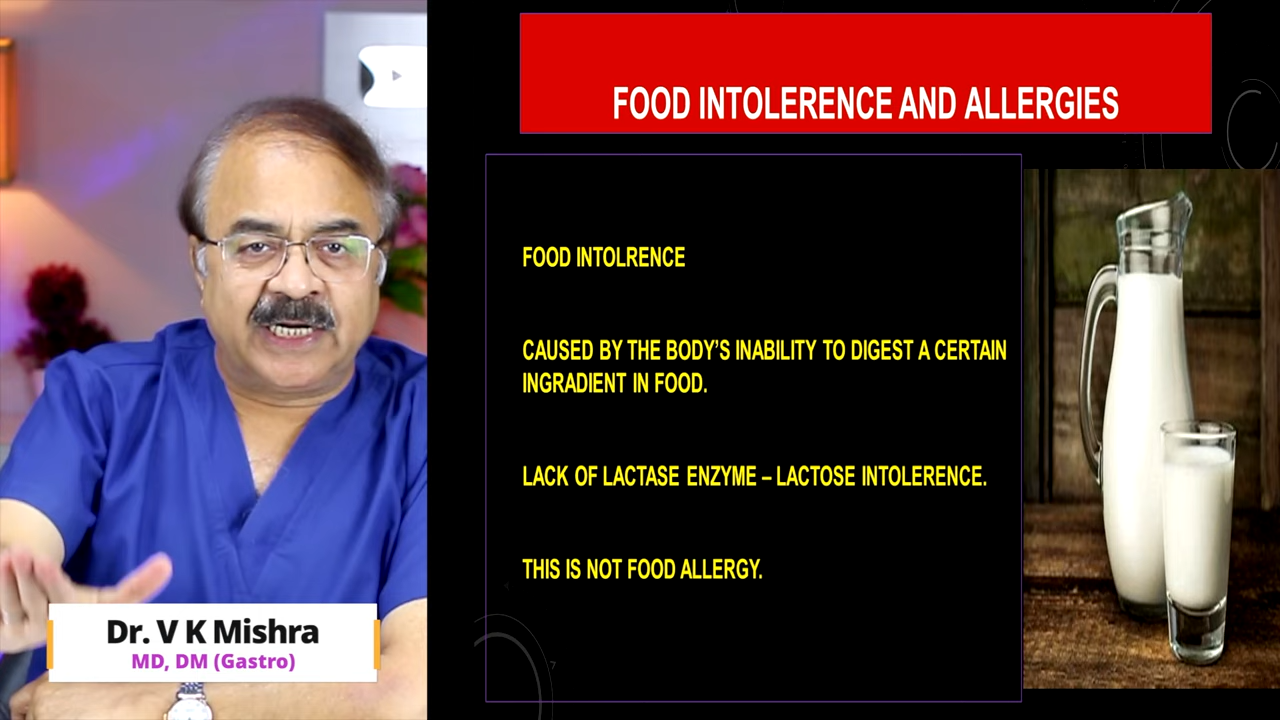 FOOD INTOLERENCE AND ALLERGIES
FOOD INTOLRENCE
CAUSED BY THE BODY'S INABILITY TO DIGEST A CERTAIN
INGRADIENT IN FOOD.
LACK OF LACTASE ENZYME – LACTOSE INTOLERENCE.
THIS IS NOT FOOD ALLERGY.
Dr. V K Mishra
MD, DM (Gastro)